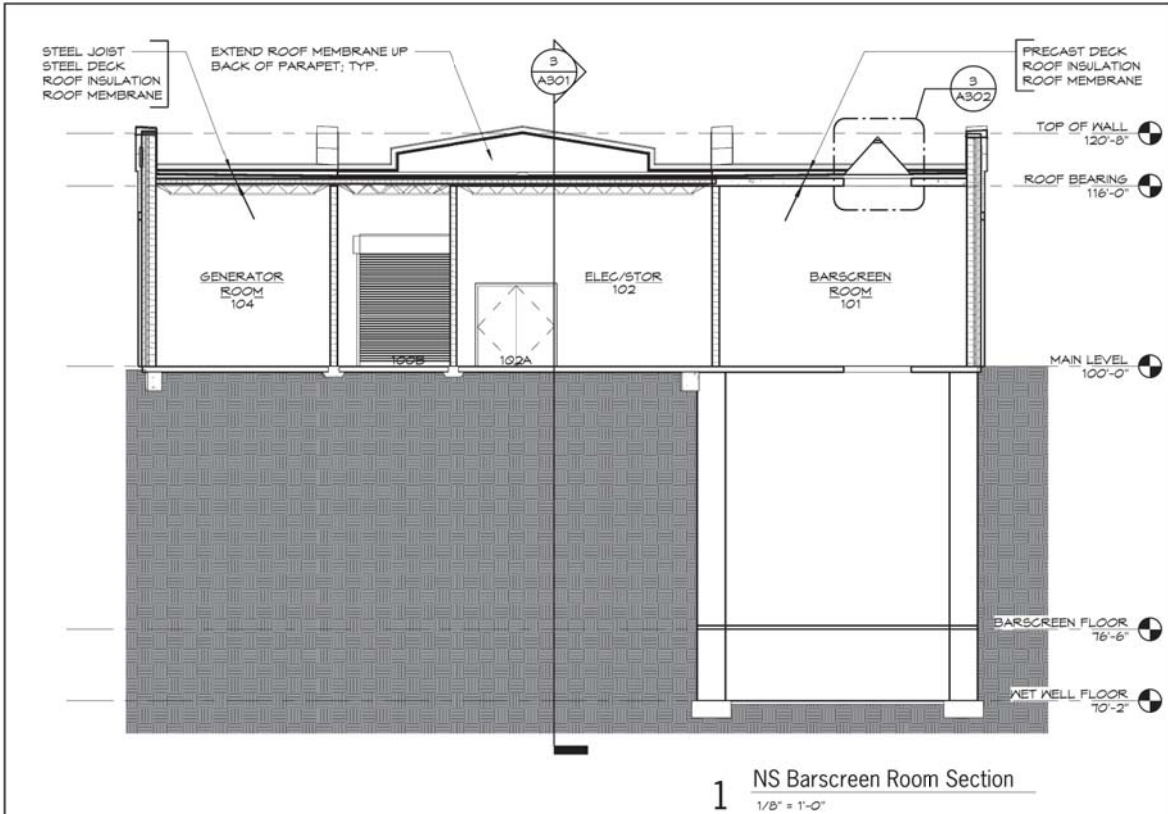 STEEL JOIST
STEEL DECK
ROOF INSULATION
ROOF MEMBRANE
EXTEND ROOF MEMBRANE UP
BACK OF PARAPET; TYP.
3
A301
PRECAST DECK
ROOF INSULATION
ROOF MEMBRANE
3
A302
TOP OF WALL
120'-8"
ROOF BEARING
116'-0"
GENERATOR
ROOM
104
ELEC/STOR
102
BARSCREEN
ROOM
101
100B
102A
MAIN LEVEL
100'-0"
BARSCREEN FLOOR
76'-6"
WET WELL FLOOR
70'-2"
1
NS Barscreen Room Section
1/8" = 1'-0"